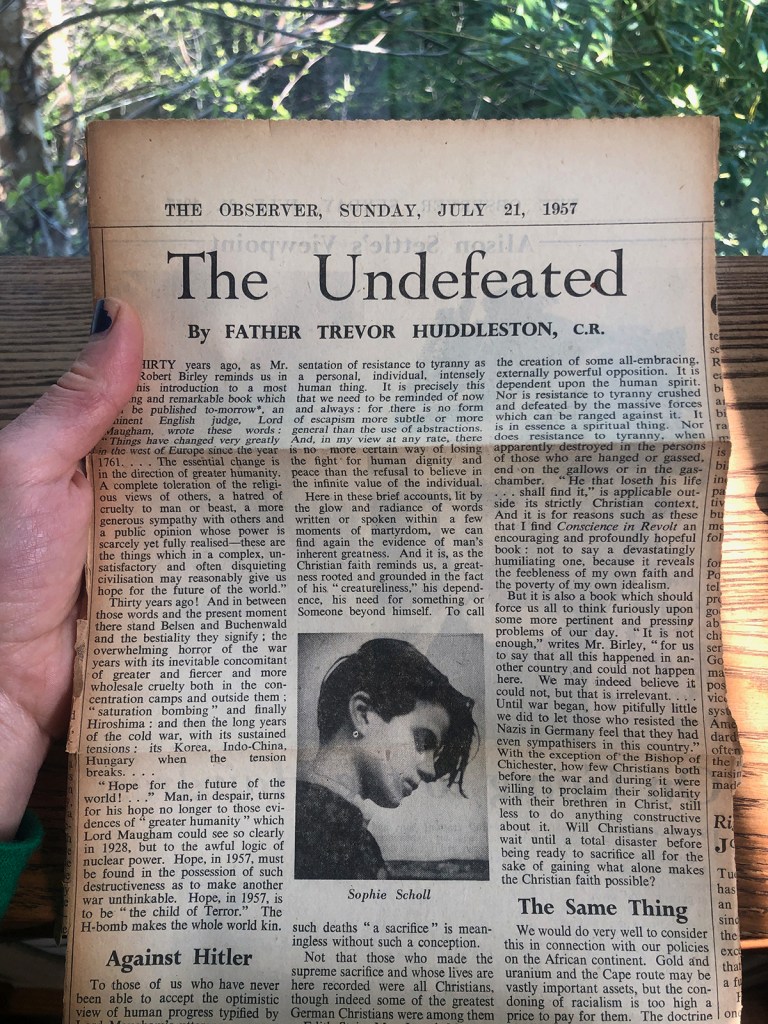 THE OBSERVER, SUNDAY, JULY 21, 1957
The Undefeated
By FATHER TREVOR HUDDLESTON, C.R.
HIRTY years ago, as Mr.
Robert Birley reminds us in
his introduction to a most
ng and remarkable book which
be published to-morrow*, an
inent English judge, Lord
Maugham, wrote these words:
"Things have changed very greatly
in the west of Europe since the year
1761. . . . The essential change is
in the direction of greater humanity.
A complete toleration of the religi-
ous views of others, a hatred of
cruelty to man or beast, a more
generous sympathy with others and
a public opinion whose power is
scarcely yet fully realised—these are
the things which in a complex, un-
satisfactory and often disquieting
civilisation may reasonably give us
hope for the future of the world."
Thirty years ago! And in between
those words and the present moment
there stand Belsen and Buchenwald
and the bestiality they signify; the
overwhelming horror of the war
years with its inevitable concomitant
of greater and fiercer and more
wholesale cruelty both in the con-
centration camps and outside them:
"saturation bombing" and finally
Hiroshima: and then the long years
of the cold war, with its sustained
tensions: its Korea, Indo-China,
Hungary when the tension
breaks. . . .
"Hope for the future of the
world! . . ." Man, in despair, turns
for his hope no longer to those evi-
dences of "greater humanity" which
Lord Maugham could see so clearly
in 1928, but to the awful logic of
nuclear power. Hope, in 1957, must
be found in the possession of such
destructiveness as to make another
war unthinkable. Hope, in 1957, is
to be "the child of Terror." The
H-bomb makes the whole world kin.
Against Hitler
To those of us who have never
been able to accept the optimistic
view of human progress typified by
Lord Maugham's
sentation of resistance to tyranny as
a personal, individual, intensely
human thing. It is precisely this
that we need to be reminded of now
and always: for there is no form
of escapism more subtle or more
general than the use of abstractions.
And, in my view at any rate, there
is no more certain way of losing
the fight for human dignity and
peace than the refusal to believe in
the infinite value of the individual.
Here in these brief accounts, lit by
the glow and radiance of words
written or spoken within a few
moments of martyrdom, we can
find again the evidence of man's
inherent greatness. And it is, as the
Christian faith reminds us, a great-
ness rooted and grounded in the fact
of his "creatureliness," his depend-
ence, his need for something or
Someone beyond himself. To call
Sophie Scholl
such deaths "a sacrifice" is mean-
ingless without such a conception.
Not that those who made the
supreme sacrifice and whose lives are
here recorded were all Christians,
though indeed some of the greatest
German Christians were among them
the creation of some all-embracing,
externally powerful opposition. It is
dependent upon the human spirit.
Nor is resistance to tyranny crushed
and defeated by the massive forces
which can be ranged against it. It
is in essence a spiritual thing. Nor
does resistance to tyranny, when
apparently destroyed in the persons
of those who are hanged or gassed,
end on the gallows or in the gas-
chamber. "He that loseth his life
. . . shall find it," is applicable out-
side its strictly Christian context.
And it is for reasons such as these
that I find Conscience in Revolt an
encouraging and profoundly hopeful
book: not to say a devastatingly
humiliating one, because it reveals
the feebleness of my own faith and
the poverty of my own idealism.
But it is also a book which should
force us all to think furiously upon
some more pertinent and pressing
problems of our day. "It is not
enough," writes Mr. Birley, "for us
to say that all this happened in an-
other country and could not happen
here. We may indeed believe it
could not, but that is irrelevant. . . .
Until war began, how pitifully little
we did to let those who resisted the
Nazis in Germany feel that they had
even sympathisers in this country."
With the exception of the Bishop of
Chichester, how few Christians both
before the war and during it were
willing to proclaim their solidarity
with their brethren in Christ, still
less to do anything constructive
about it. Will Christians always
wait until a total disaster before
being ready to sacrifice all for the
sake of gaining what alone makes
the Christian faith possible?
The Same Thing
We would do very well to consider
this in connection with our policies
on the African continent. Gold and
uranium and the Cape route may be
vastly important assets, but the con-
doning of racialism is too high a
price to pay for them. The doctrine